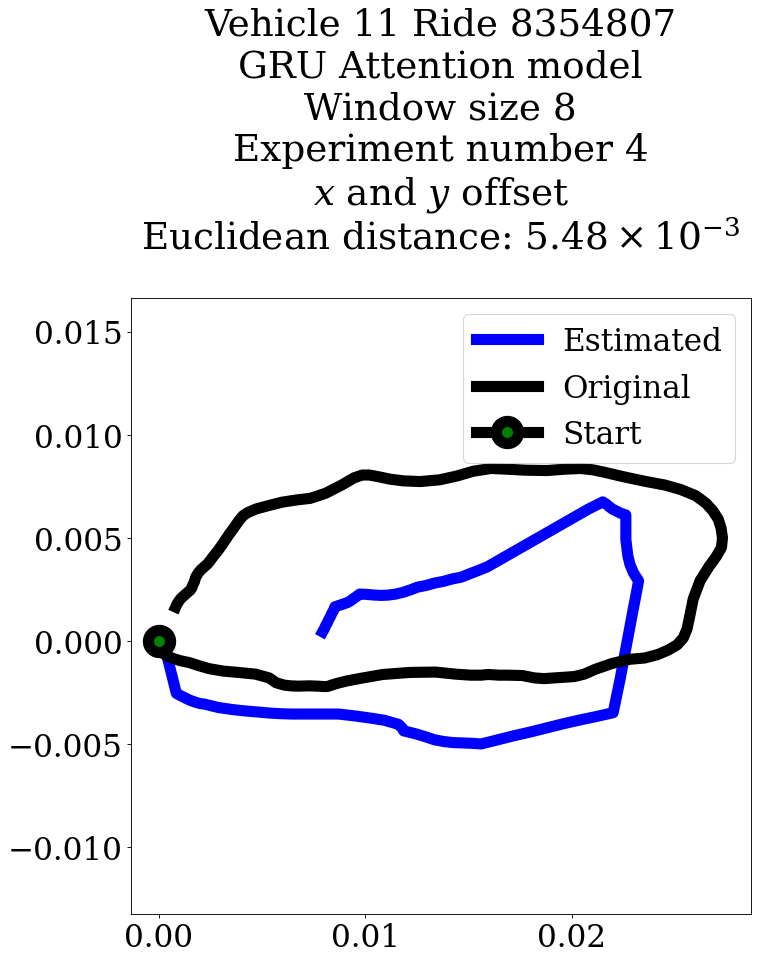 Vehicle 11 Ride 8354807
GRU Attention model
Window size 8
Experiment number 4
x and y offset
Euclidean distance: 5.48 × 10⁻³
Estimated
Original
Start
0.015
0.010
0.005
0.000
−0.005
−0.010
0.00 0.01 0.02